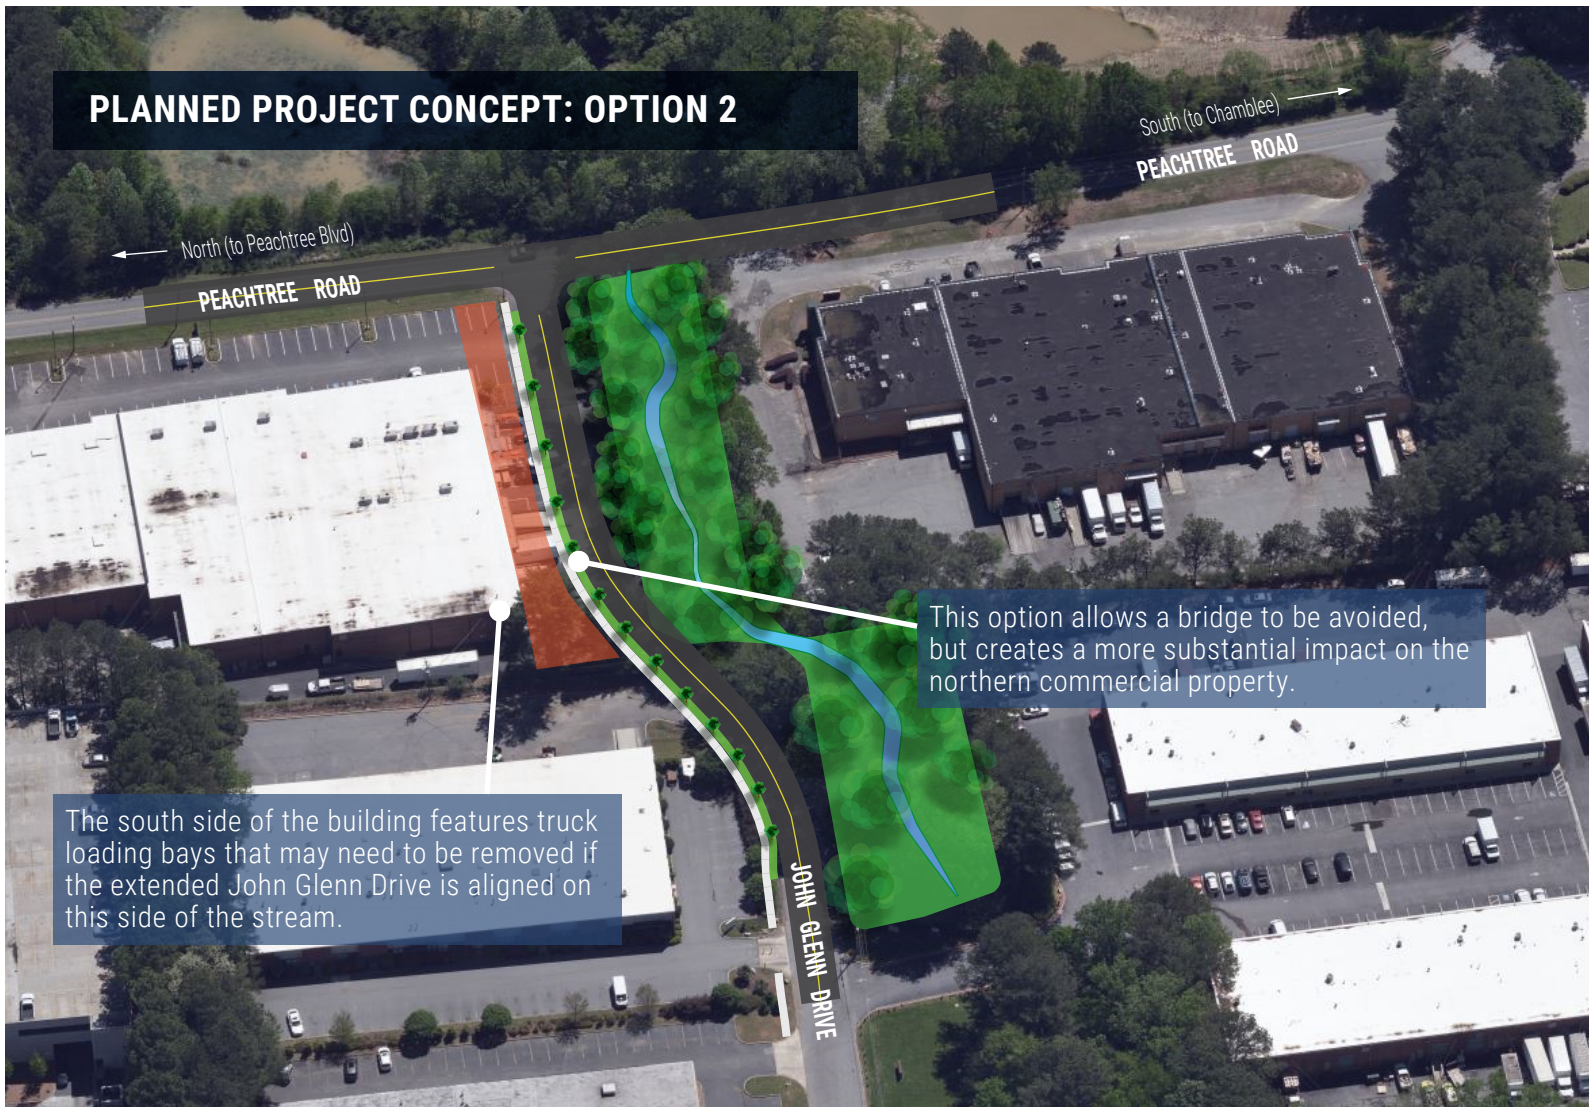 PLANNED PROJECT CONCEPT: OPTION 2
South (to Chamblee)
PEACHTREE ROAD
North (to Peachtree Blvd)
PEACHTREE ROAD
This option allows a bridge to be avoided,
but creates a more substantial impact on the
northern commercial property.
The south side of the building features truck
loading bays that may need to be removed if
the extended John Glenn Drive is aligned on
this side of the stream.
JOHN GLENN DRIVE